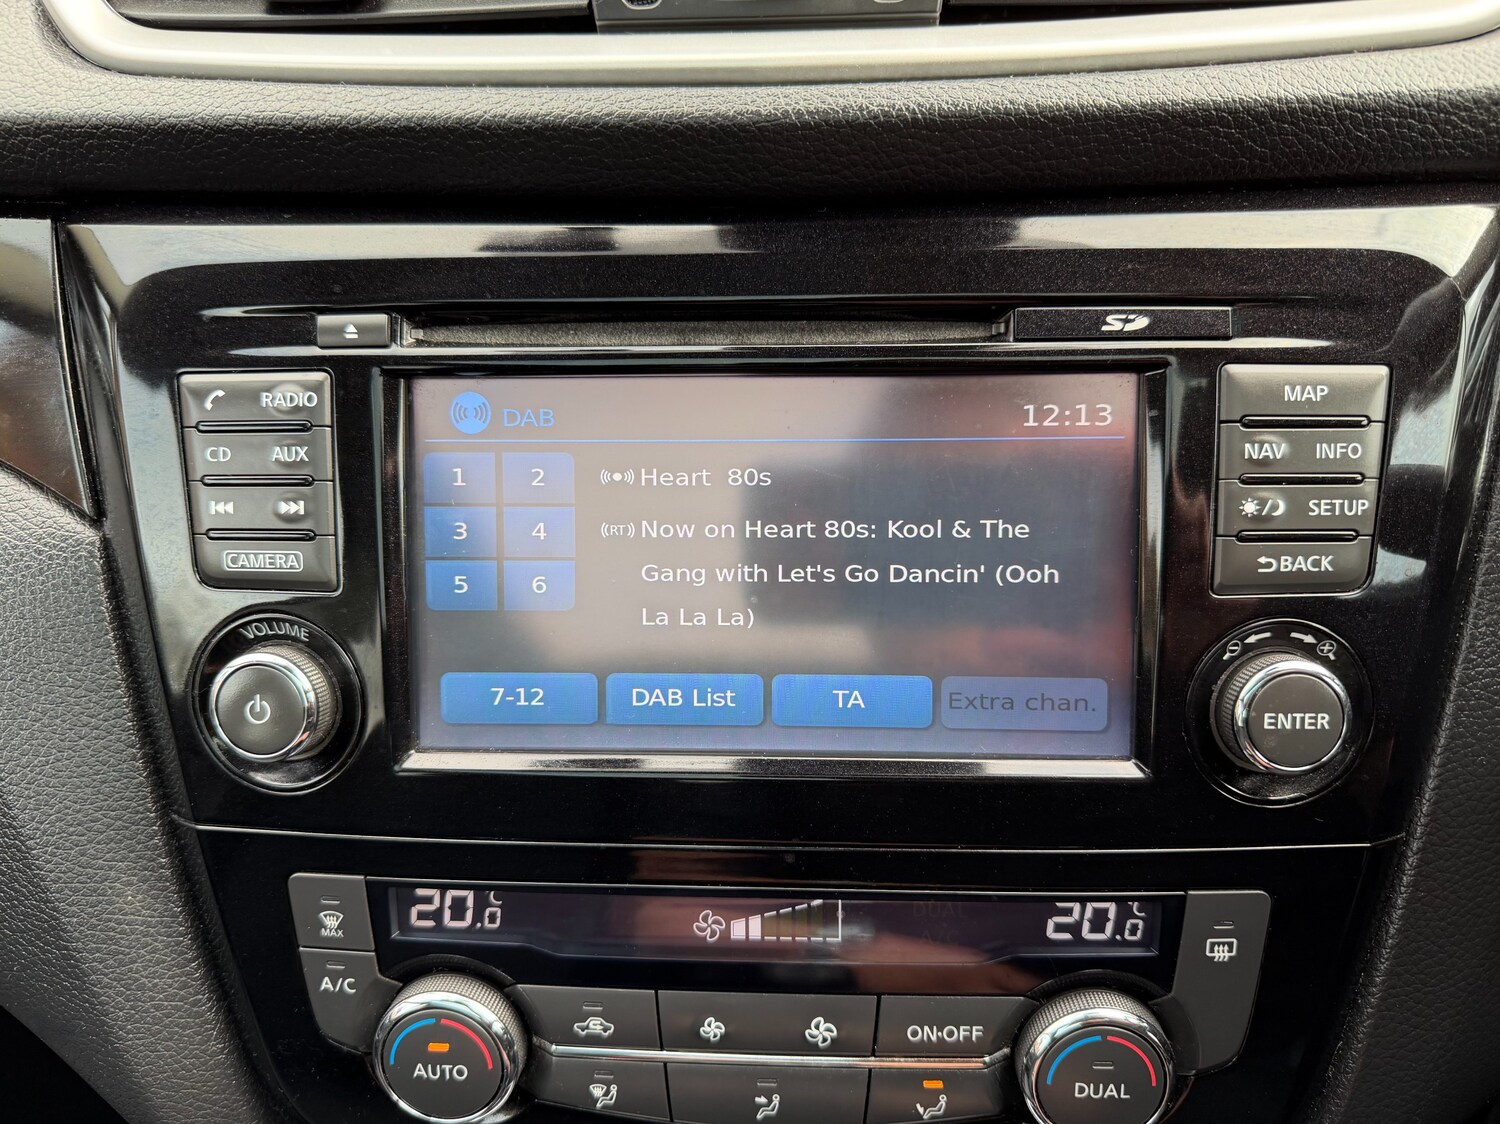 SD
RADIO
CD AUX
CAMERA
VOLUME
DAB 12:13
1 2
3 4
5 6
Heart 80s
((RT)) Now on Heart 80s: Kool & The
Gang with Let's Go Dancin' (Ooh
La La La)
7-12 DAB List TA Extra chan.
MAP
NAV INFO
SETUP
BACK
ENTER
20.0 °C 20.0 °C
MAX
A/C
AUTO
ON·OFF
DUAL